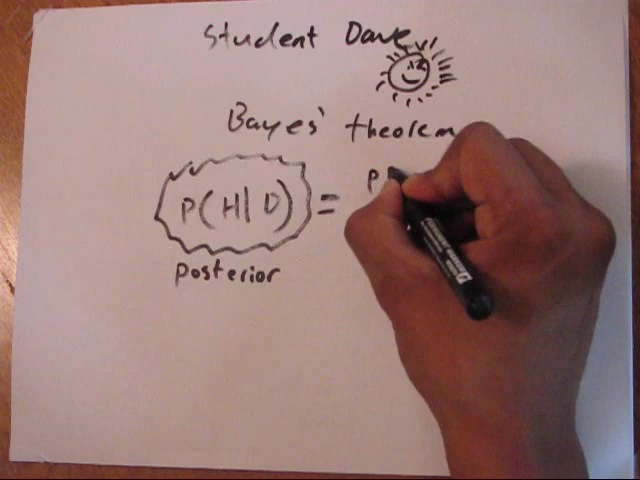 Student Dave
Bayes' theorem
P(H|D) = P
posterior